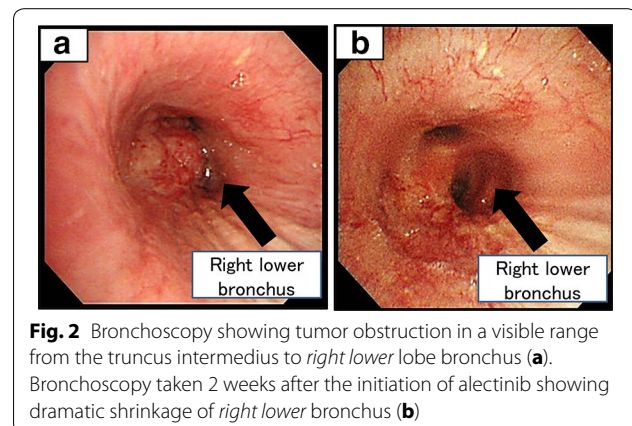 a
b
Right lower
bronchus
Right lower
bronchus
Fig. 2 Bronchoscopy showing tumor obstruction in a visible range
from the truncus intermedius to right lower lobe bronchus (a).
Bronchoscopy taken 2 weeks after the initiation of alectinib showing
dramatic shrinkage of right lower bronchus (b)